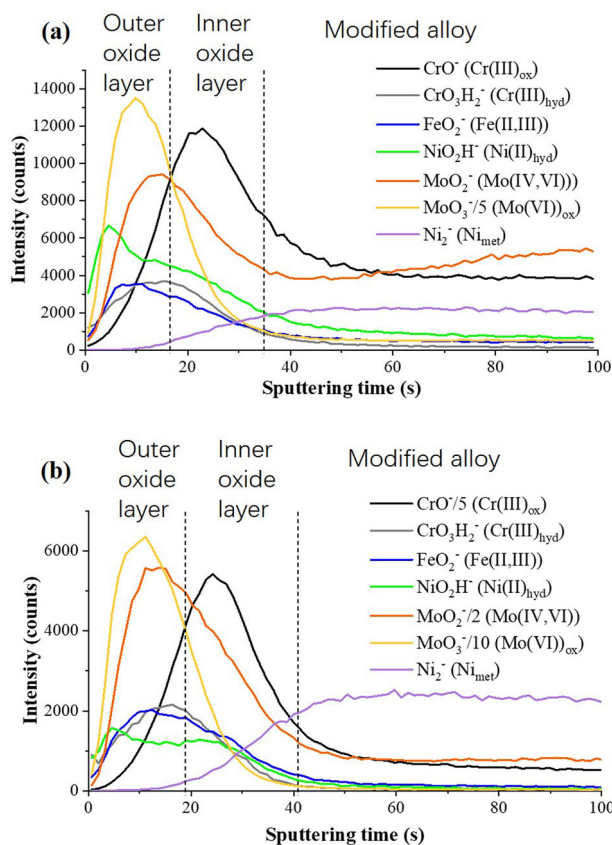 (a)
Outer oxide layer
Inner oxide layer
Modified alloy
CrO⁻ (Cr(III)ox)
CrO₃H₂⁻ (Cr(III)hyd)
FeO₂⁻ (Fe(II,III))
NiO₂H⁻ (Ni(II)hyd)
MoO₂⁻ (Mo(IV,VI)))
MoO₃⁻/5 (Mo(VI))ox)
Ni₂⁻ (Nimet)
Intensity (counts)
14000
12000
10000
8000
6000
4000
2000
0
0 20 40 60 80 100
Sputtering time (s)
(b)
Outer oxide layer
Inner oxide layer
Modified alloy
CrO⁻/5 (Cr(III)ox)
CrO₃H₂⁻ (Cr(III)hyd)
FeO₂⁻ (Fe(II,III))
NiO₂H⁻ (Ni(II)hyd)
MoO₂⁻/2 (Mo(IV,VI))
MoO₃⁻/10 (Mo(VI))ox)
Ni₂⁻ (Nimet)
Intensity (counts)
6000
4000
2000
0
0 20 40 60 80 100
Sputtering time (s)